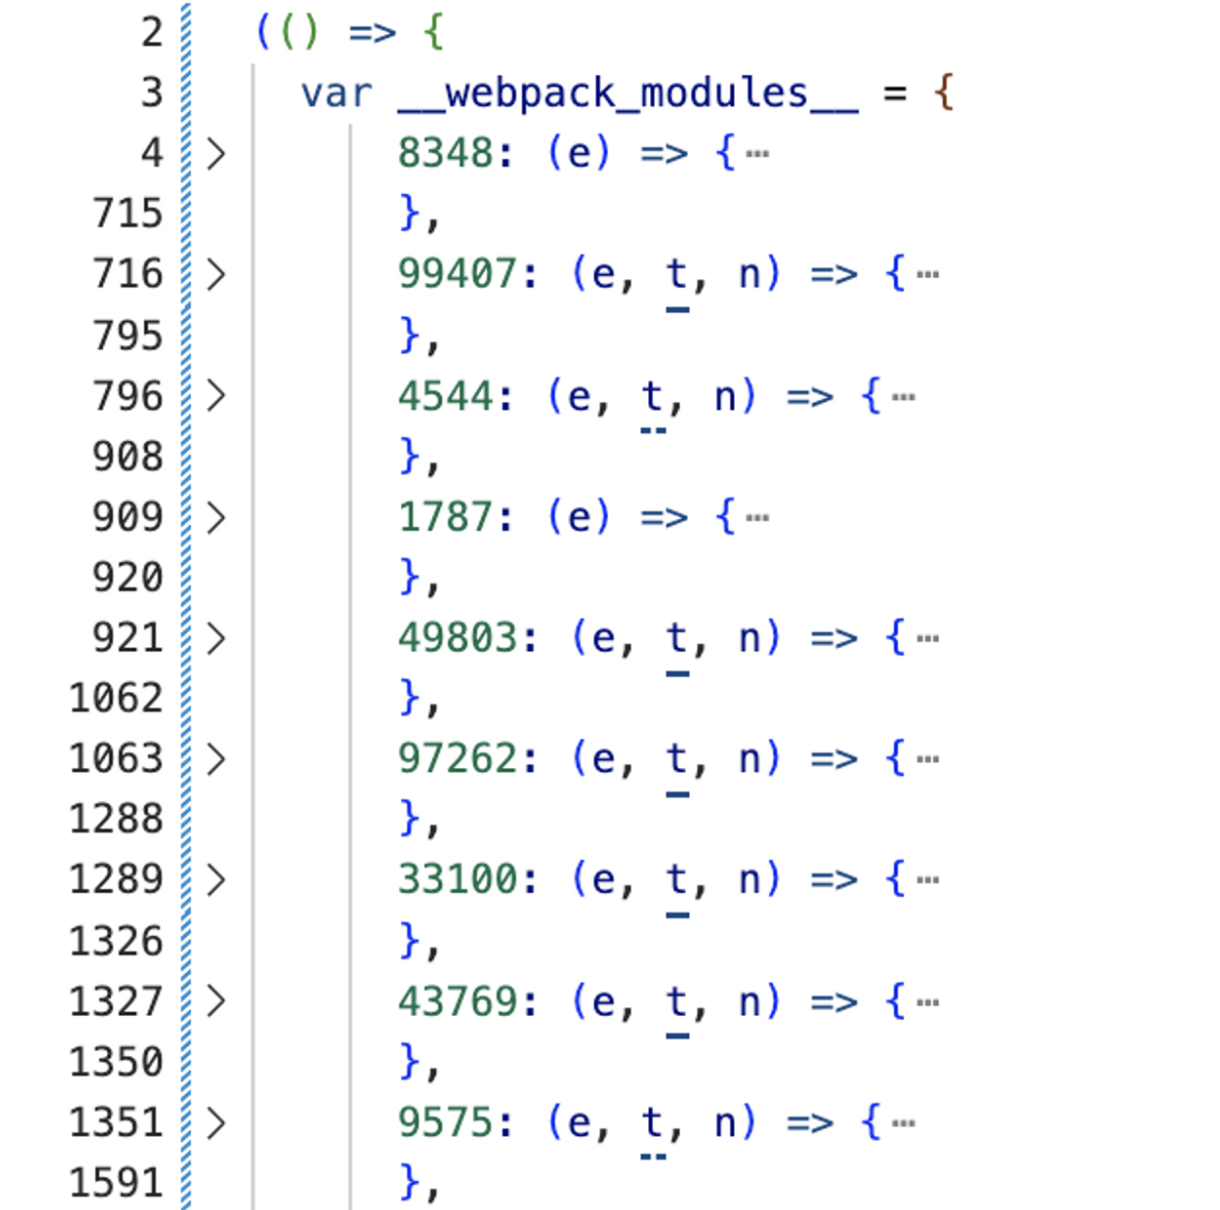 2 (() => {
3 var __webpack_modules__ = {
4 > 8348: (e) => {⋯
715 },
716 > 99407: (e, t, n) => {⋯
795 },
796 > 4544: (e, t, n) => {⋯
908 },
909 > 1787: (e) => {⋯
920 },
921 > 49803: (e, t, n) => {⋯
1062 },
1063 > 97262: (e, t, n) => {⋯
1288 },
1289 > 33100: (e, t, n) => {⋯
1326 },
1327 > 43769: (e, t, n) => {⋯
1350 },
1351 > 9575: (e, t, n) => {⋯
1591 },